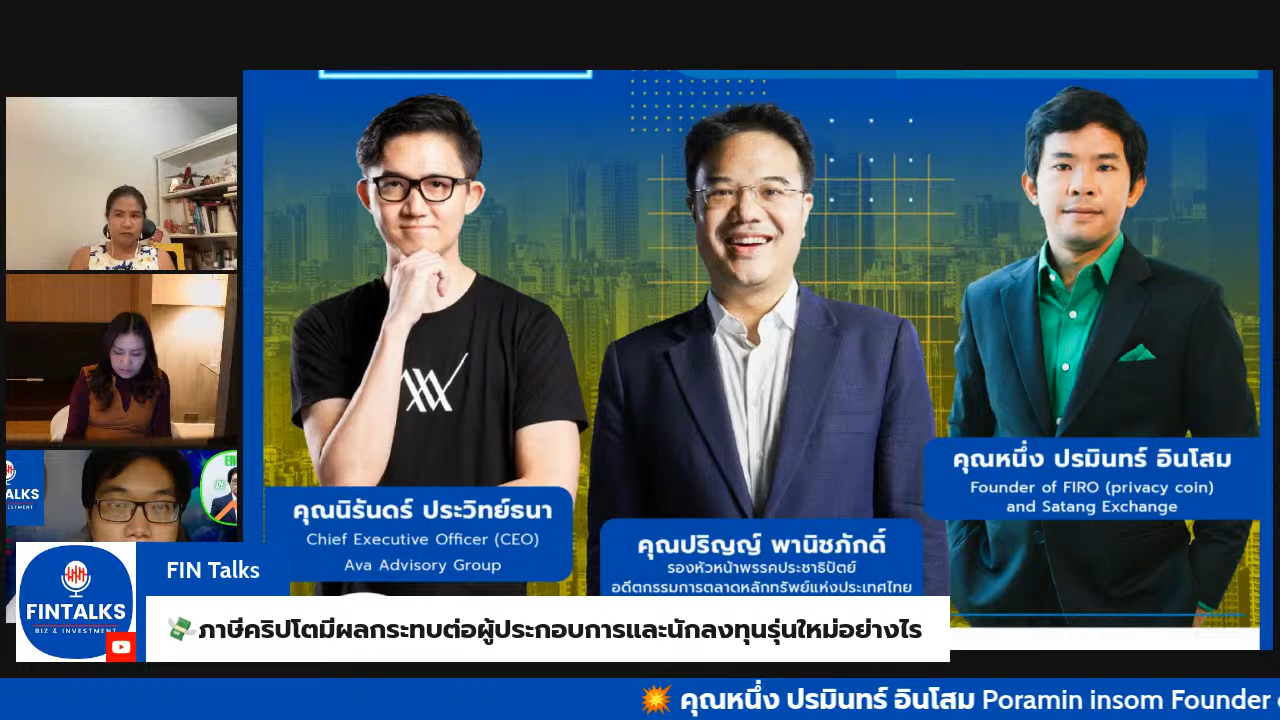 คุณนิรันดร์ ประวิทย์ธนา
Chief Executive Officer (CEO)
Ava Advisory Group
คุณปริญญ์ พานิชภักดิ์
รองหัวหน้าพรรคประชาธิปัตย์
อดีตกรรมการตลาดหลักทรัพย์แห่งประเทศไทย
คุณหนึ่ง ปรมินทร์ อินโสม
Founder of FIRO (privacy coin)
and Satang Exchange
TALKS
FINTALKS
BIZ & INVESTMENT
FIN Talks
💸ภาษีคริปโตมีผลกระทบต่อผู้ประกอบการและนักลงทุนรุ่นใหม่อย่างไร
💥 คุณหนึ่ง ปรมินทร์ อินโสม Poramin insom Founder